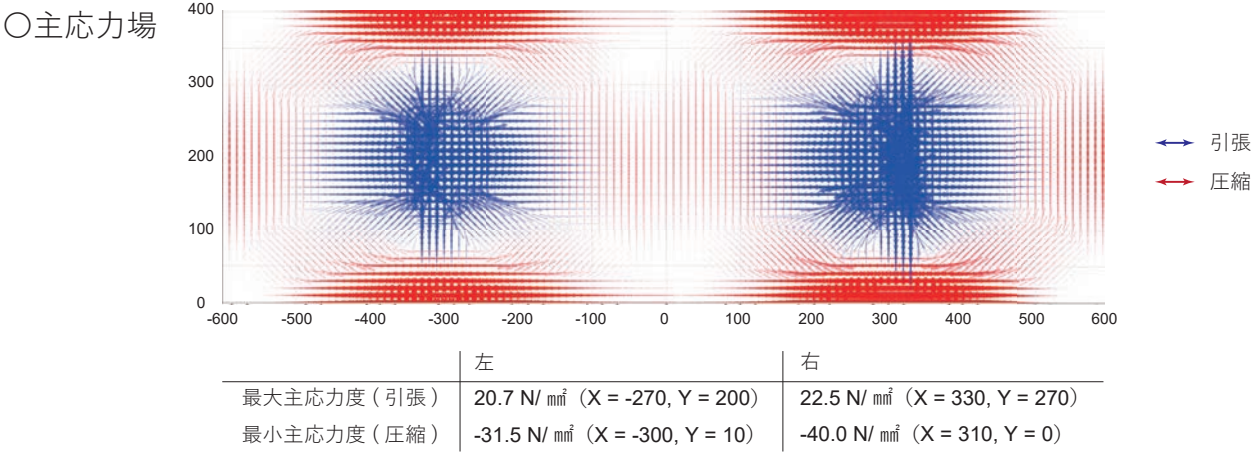 ○主応力場
400
300
200
100
0
-600 -500 -400 -300 -200 -100 0 100 200 300 400 500 600
引張
圧縮
左 右
最大主応力度 ( 引張 ) 20.7 N/ ㎟ (X = -270, Y = 200) 22.5 N/ ㎟ (X = 330, Y = 270)
最小主応力度 ( 圧縮 ) -31.5 N/ ㎟ (X = -300, Y = 10) -40.0 N/ ㎟ (X = 310, Y = 0)